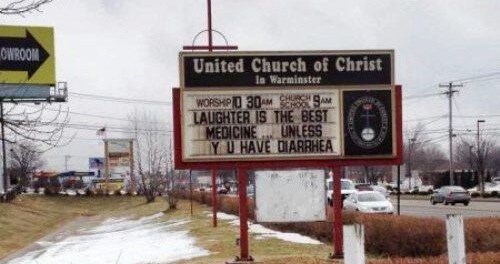 LOWROOM
United Church of Christ
in Warminster
WORSHIP 10 30AM CHURCH SCHOOL 9AM
LAUGHTER IS THE BEST
MEDICINE... UNLESS
Y U HAVE DIARRHEA